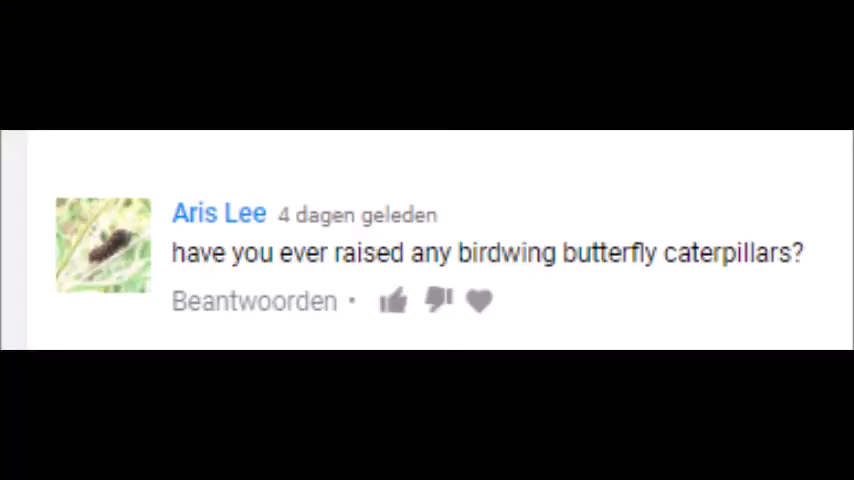 Aris Lee 4 dagen geleden
have you ever raised any birdwing butterfly caterpillars?
Beantwoorden •